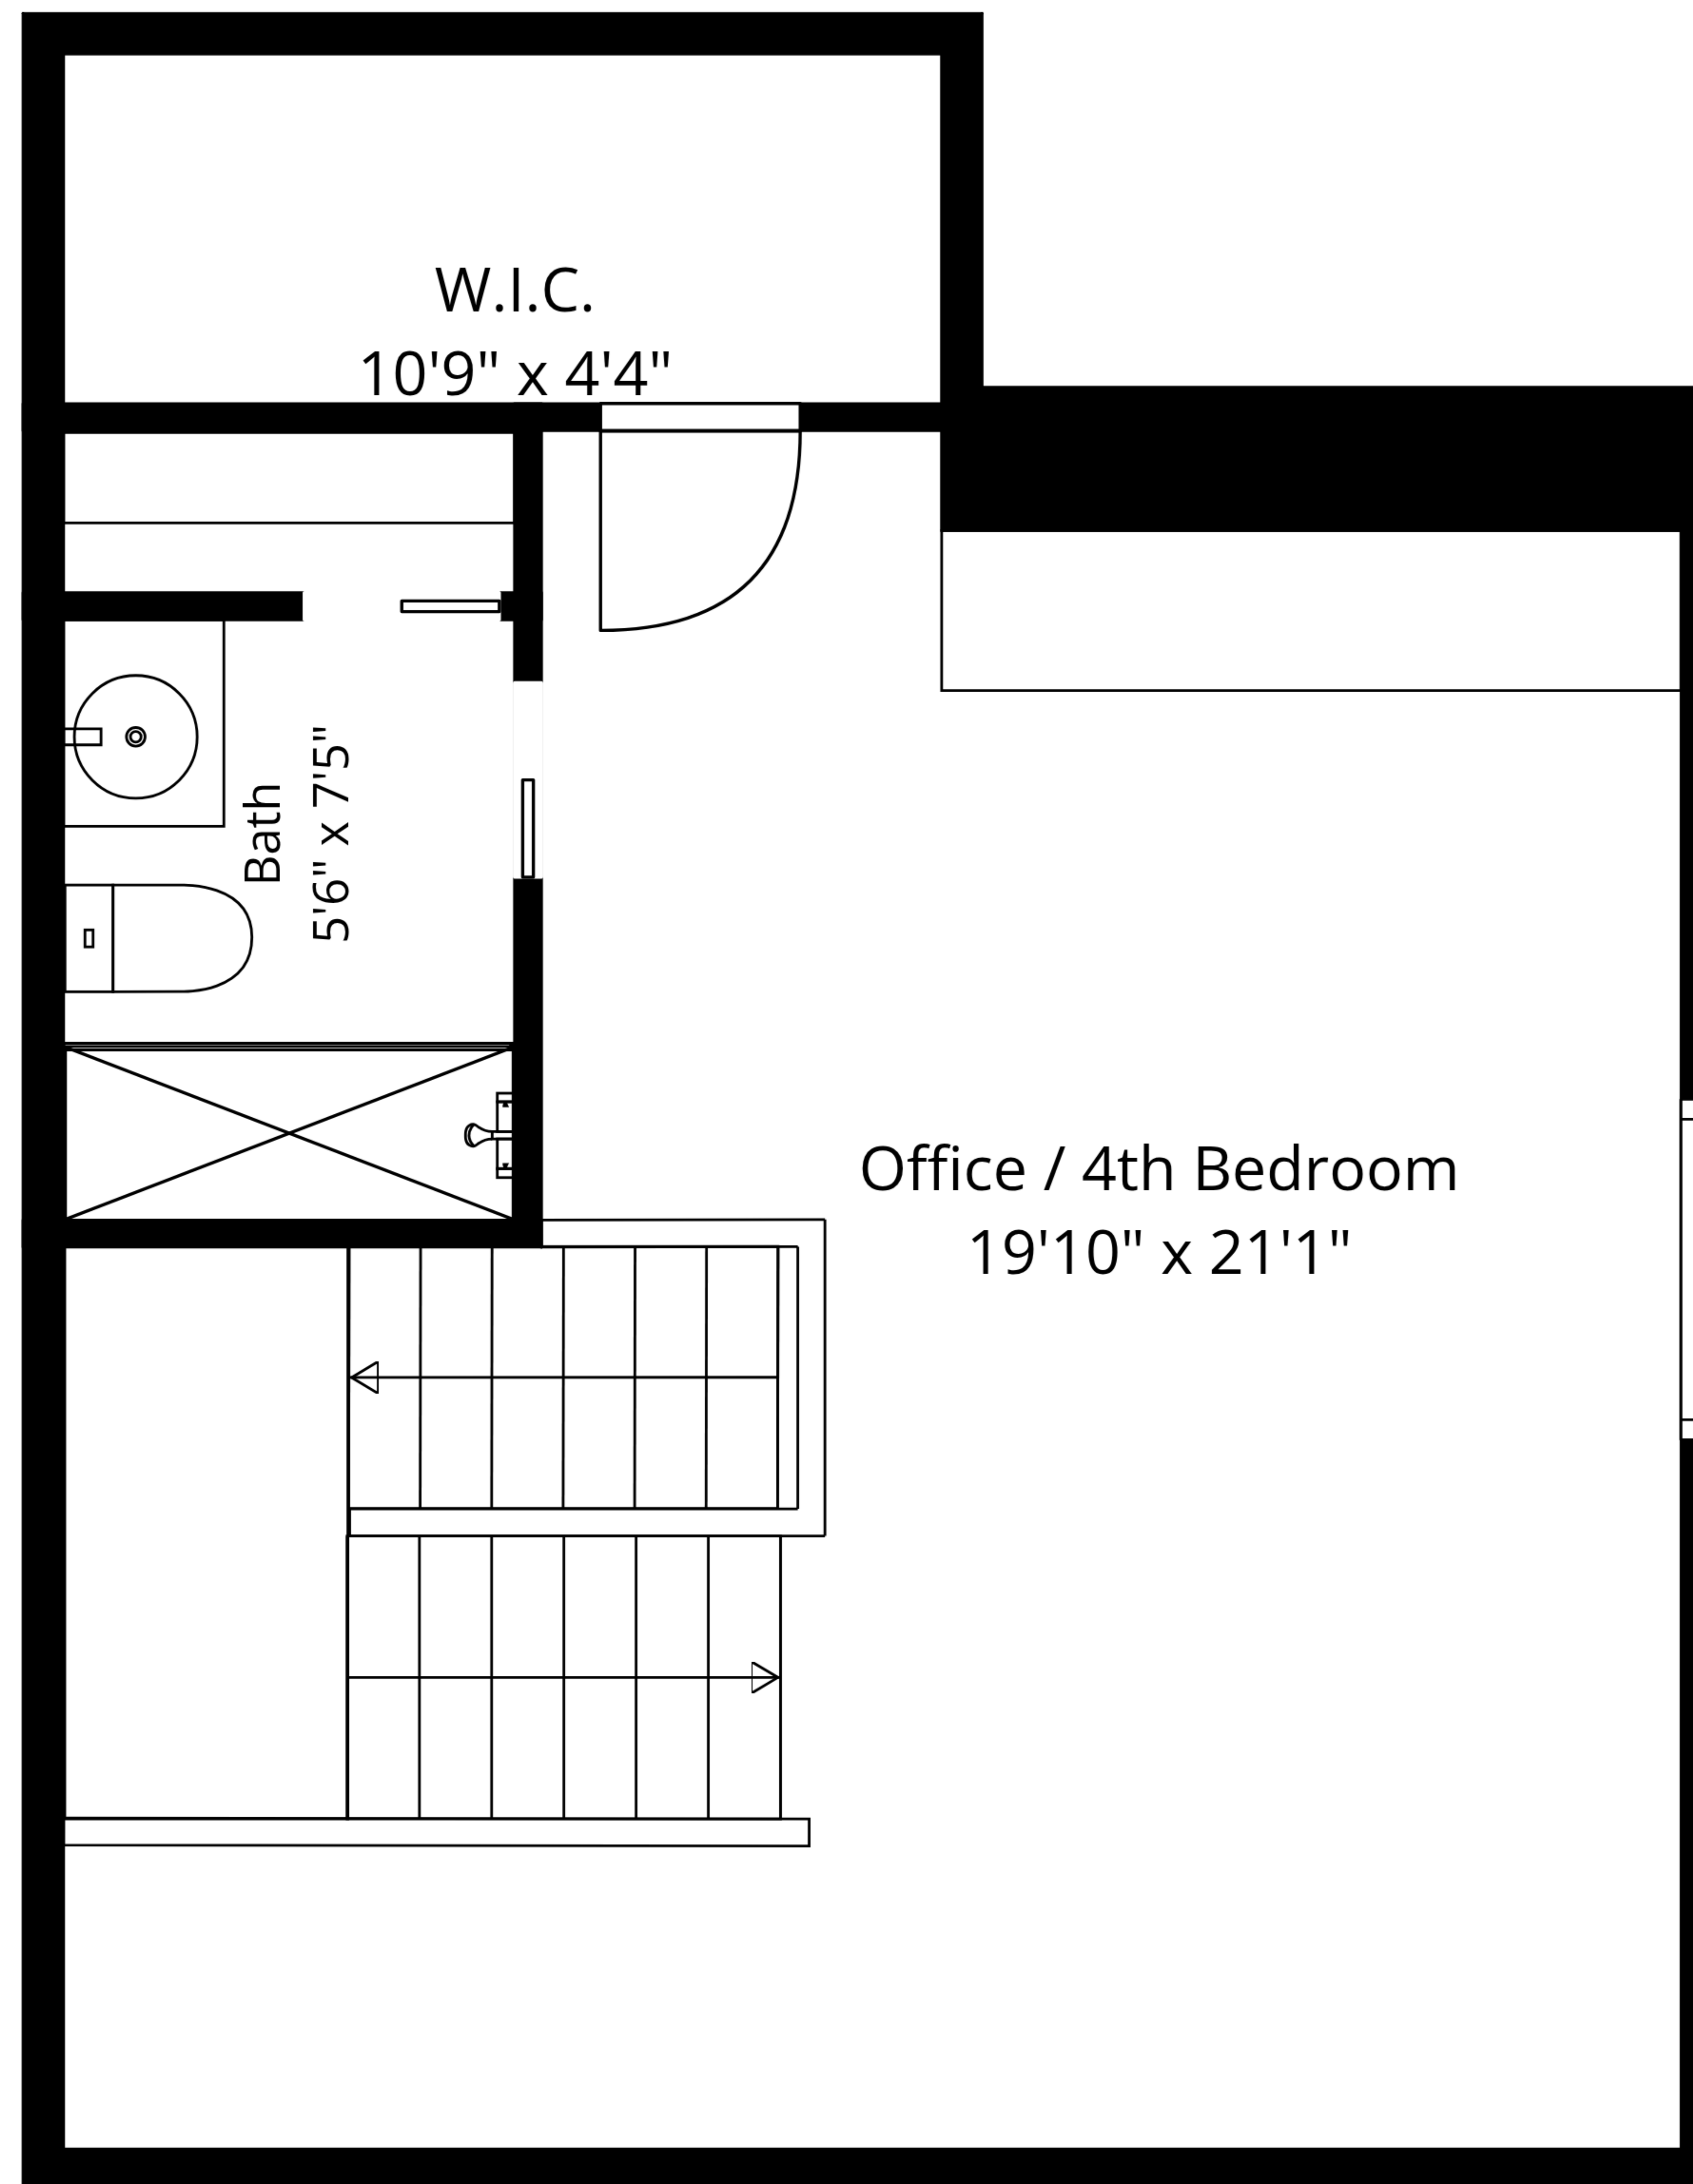 W.I.C.
10'9" x 4'4"
Bath
5'6" x 7'5"
Office / 4th Bedroom
19'10" x 21'1"